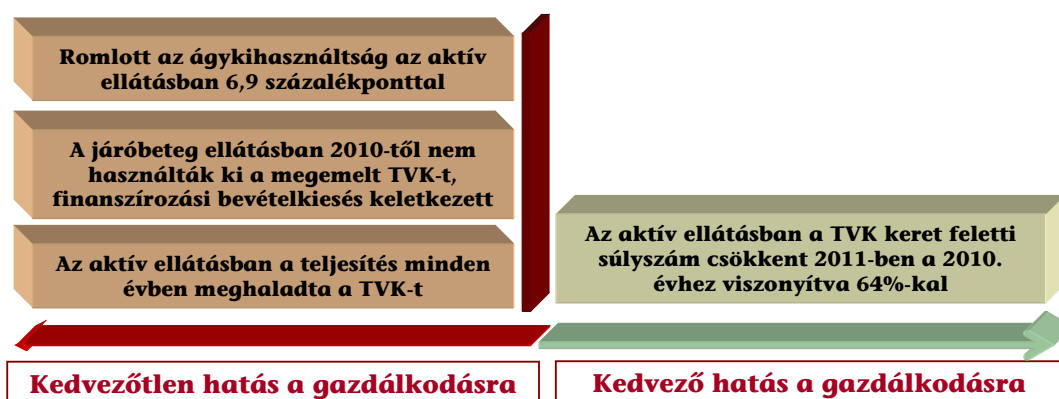 Romlott az ágykihasználtság az aktív
ellátásban 6,9 százalékponttal
A járóbeteg ellátásban 2010-től nem
használták ki a megemelt TVK-t,
finanszírozási bevételkiesés keletkezett
Az aktív ellátásban a teljesítés minden
évben meghaladta a TVK-t
Az aktív ellátásban a TVK keret feletti
súlyszám csökkent 2011-ben a 2010.
évhez viszonyítva 64%-kal
Kedvezőtlen hatás a gazdálkodásra
Kedvező hatás a gazdálkodásra